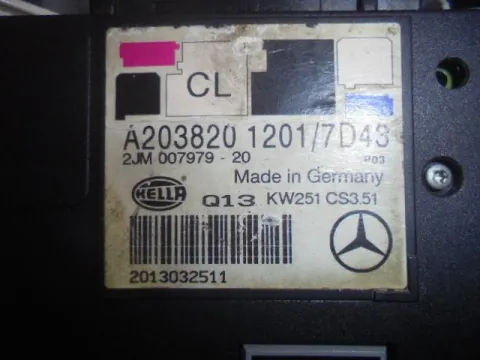 CL
A203820 1201/7D43
2JM 007979 - 20
P03
Made in Germany
HELLA
Q13 KW251 CS3.51
2013032511